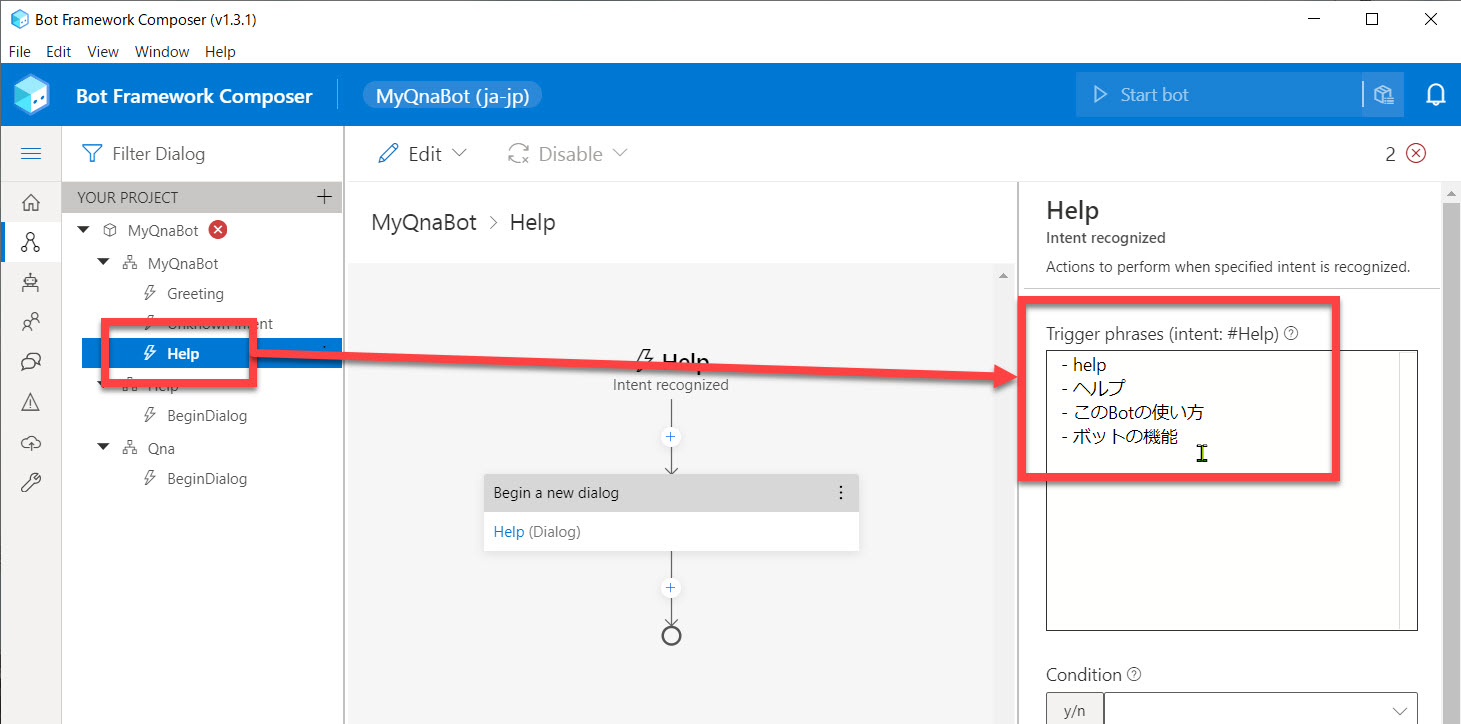 Bot Framework Composer (v1.3.1)
File Edit View Window Help
Bot Framework Composer
MyQnaBot (ja-jp)
Start bot
Filter Dialog
Edit
Disable
2
YOUR PROJECT
MyQnaBot
MyQnaBot
Greeting
Unknown intent
Help
Help
BeginDialog
Qna
BeginDialog
MyQnaBot > Help
Help
Intent recognized
Begin a new dialog
Help (Dialog)
Help
Intent recognized
Actions to perform when specified intent is recognized.
Trigger phrases (intent: #Help)
- help
- ヘルプ
- このBotの使い方
- ボットの機能
Condition
y/n